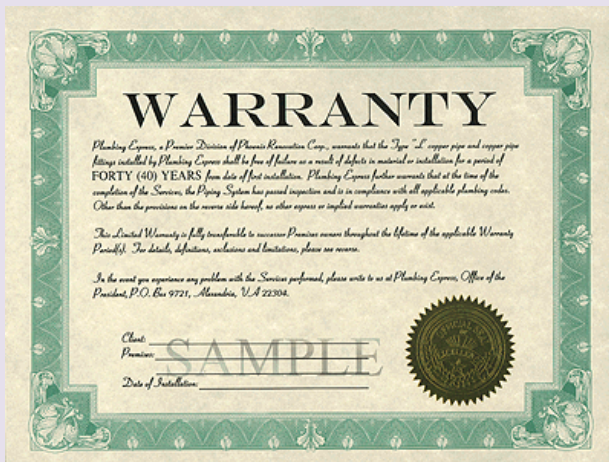 WARRANTY
Plumbing Express, a Premier Division of Phoenix Renovation Corp., warrants that the Type "L" copper pipe and copper pipe
fittings installed by Plumbing Express shall be free of failure as a result of defects in material or installation for a period of
FORTY (40) YEARS from date of first installation. Plumbing Express further warrants that at the time of the
completion of the Services, the Piping System has passed inspection and is in compliance with all applicable plumbing codes.
Other than the provisions on the reverse side hereof, no other express or implied warranties apply or exist.
This Limited Warranty is fully transferable to successor Premises owners throughout the lifetime of the applicable Warranty
Period(s). For details, definitions, exclusions and limitations, please see reverse.
In the event you experience any problem with the Services performed, please write to us at Plumbing Express, Office of the
President, P.O. Box 9721, Alexandria, VA 22304.
Client:
Premises:
SAMPLE
Date of Installation: